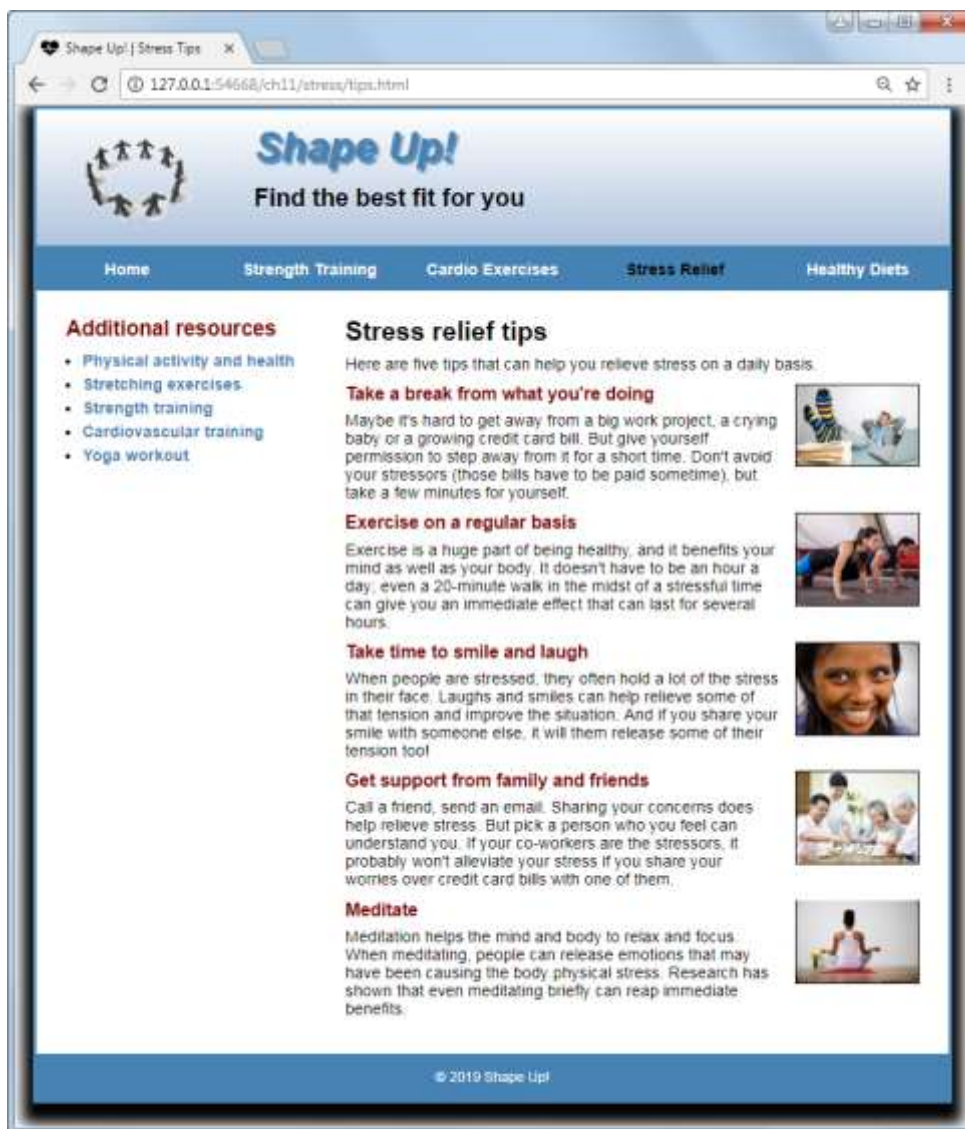 Shape Up! | Stress Tips
127.0.0.1:54668/ch11/stress/tips.html
Shape Up!
Find the best fit for you
Home Strength Training Cardio Exercises Stress Relief Healthy Diets
Additional resources
Physical activity and health
Stretching exercises
Strength training
Cardiovascular training
Yoga workout
Stress relief tips
Here are five tips that can help you relieve stress on a daily basis.
Take a break from what you're doing
Maybe it's hard to get away from a big work project, a crying
baby or a growing credit card bill. But give yourself
permission to step away from it for a short time. Don't avoid
your stressors (those bills have to be paid sometime), but
take a few minutes for yourself.
Exercise on a regular basis
Exercise is a huge part of being healthy, and it benefits your
mind as well as your body. It doesn't have to be an hour a
day; even a 20-minute walk in the midst of a stressful time
can give you an immediate effect that can last for several
hours.
Take time to smile and laugh
When people are stressed, they often hold a lot of the stress
in their face. Laughs and smiles can help relieve some of
that tension and improve the situation. And if you share your
smile with someone else, it will them release some of their
tension too!
Get support from family and friends
Call a friend, send an email. Sharing your concerns does
help relieve stress. But pick a person who you feel can
understand you. If your co-workers are the stressors, it
probably won't alleviate your stress if you share your
worries over credit card bills with one of them.
Meditate
Meditation helps the mind and body to relax and focus.
When meditating, people can release emotions that may
have been causing the body physical stress. Research has
shown that even meditating briefly can reap immediate
benefits.
© 2019 Shape Up!